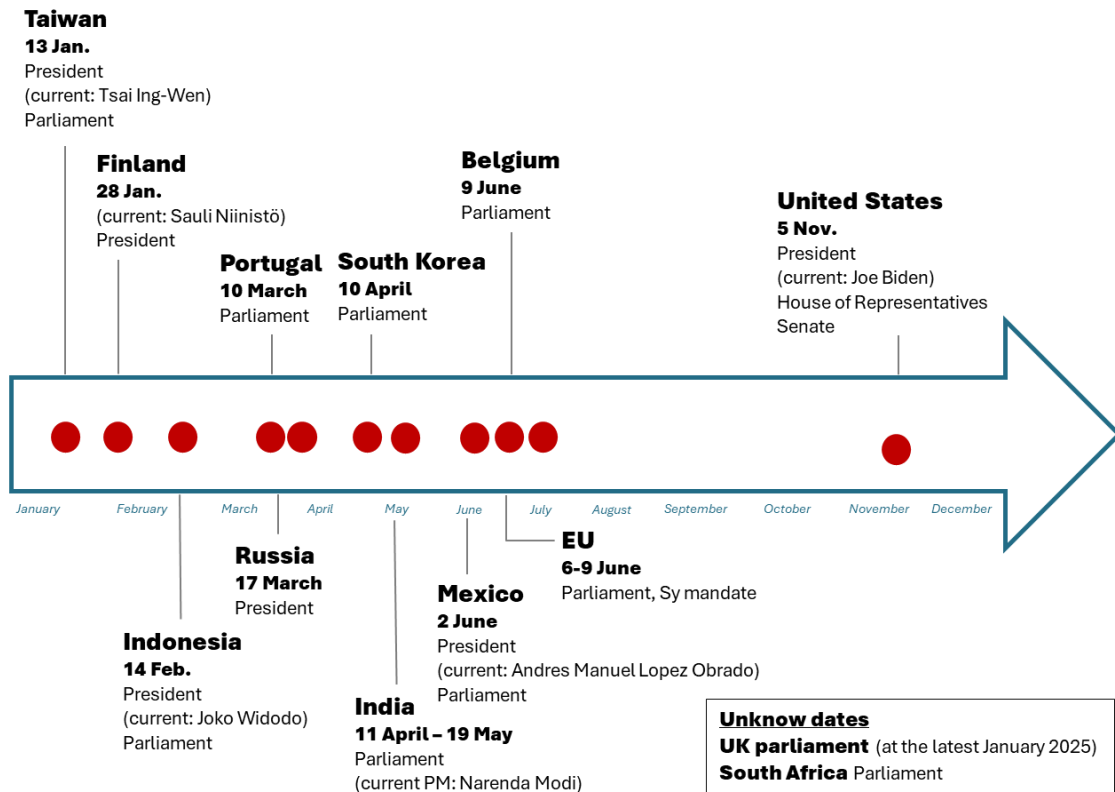 Taiwan
13 Jan.
President
(current: Tsai Ing-Wen)
Parliament
Finland
28 Jan.
(current: Sauli Niinistö)
President
Portugal
10 March
Parliament
South Korea
10 April
Parliament
Belgium
9 June
Parliament
United States
5 Nov.
President
(current: Joe Biden)
House of Representatives
Senate
January February March April May June July August September October November December
Indonesia
14 Feb.
President
(current: Joko Widodo)
Parliament
Russia
17 March
President
India
11 April – 19 May
Parliament
(current PM: Narenda Modi)
Mexico
2 June
President
(current: Andres Manuel Lopez Obrado)
Parliament
EU
6-9 June
Parliament, Sy mandate
Unknow dates
UK parliament (at the latest January 2025)
South Africa Parliament